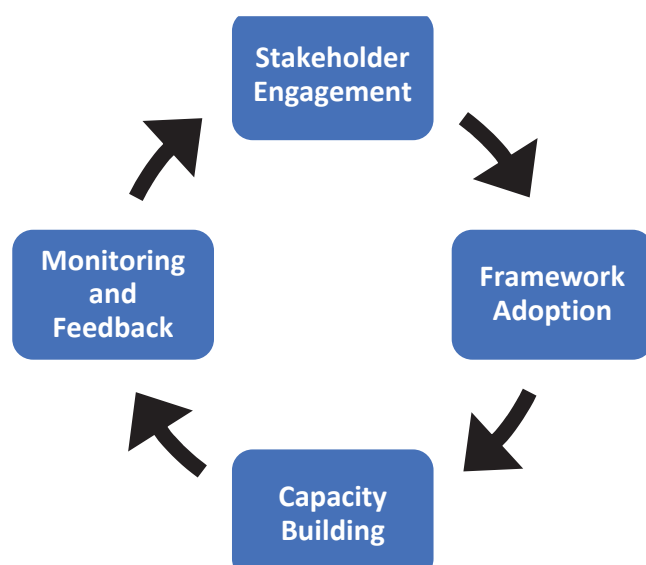 Stakeholder
Engagement
Framework
Adoption
Capacity
Building
Monitoring
and
Feedback